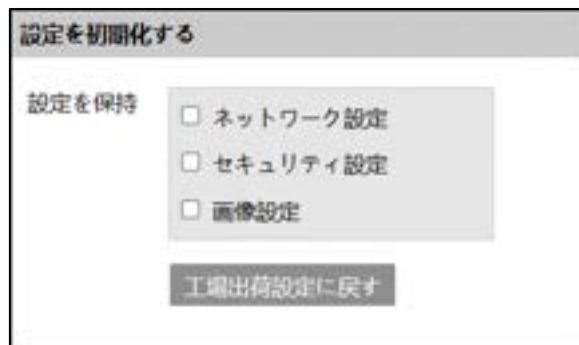 設定を初期化する
設定を保持
ネットワーク設定
セキュリティ設定
画像設定
工場出荷設定に戻す